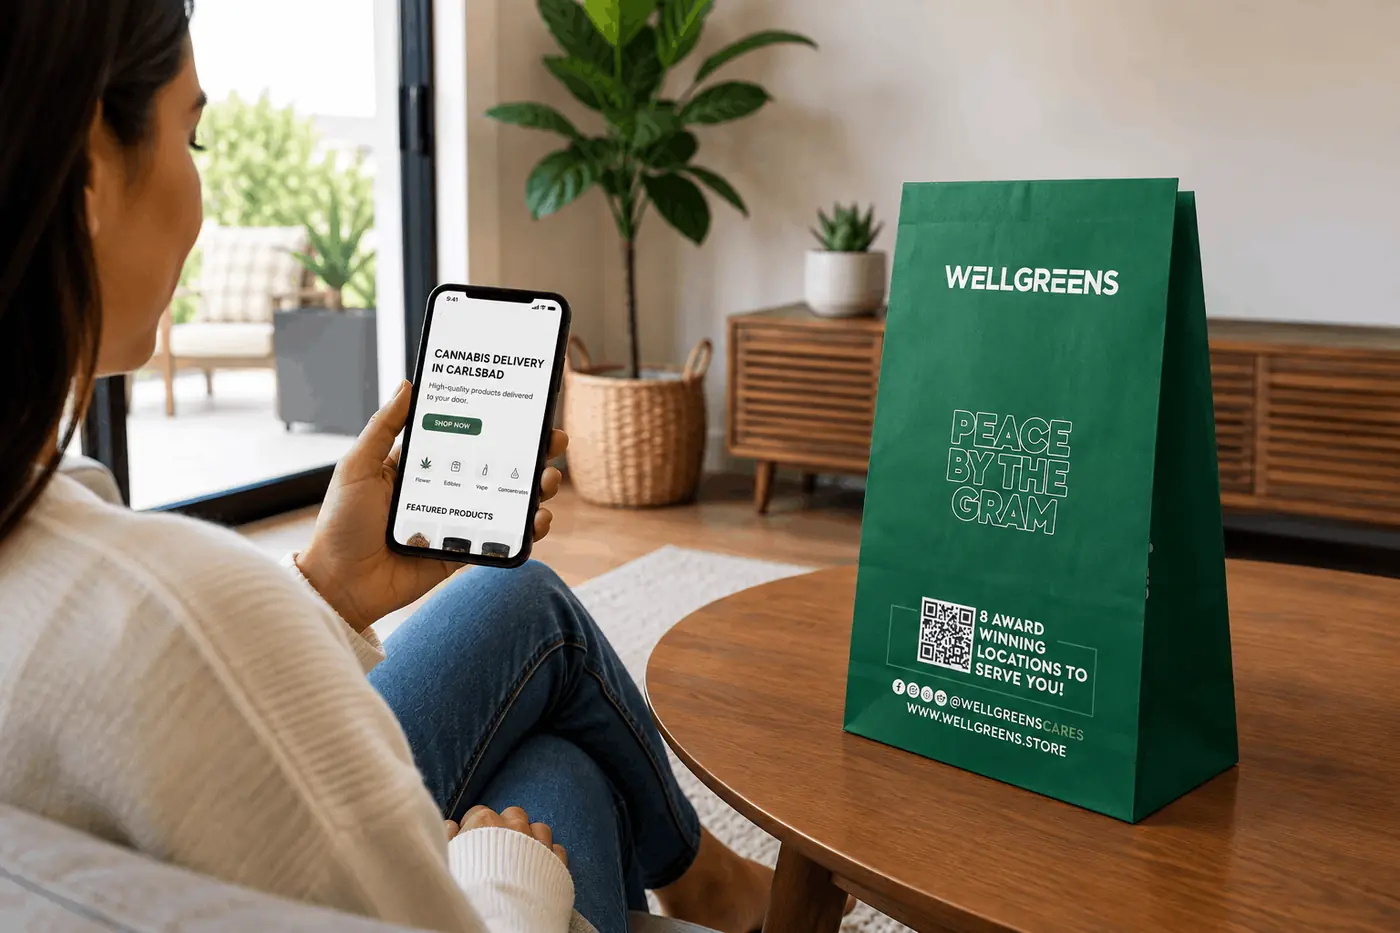 9:41
CANNABIS DELIVERY
IN CARLSBAD
High-quality products delivered
to your door.
SHOP NOW
Flower
Edibles
Vape
Concentrates
FEATURED PRODUCTS
WELLGREENS
PEACE
BY THE
GRAM
8 AWARD
WINNING
LOCATIONS TO
SERVE YOU!
@WELLGREENSCARES
WWW.WELLGREENS.STORE